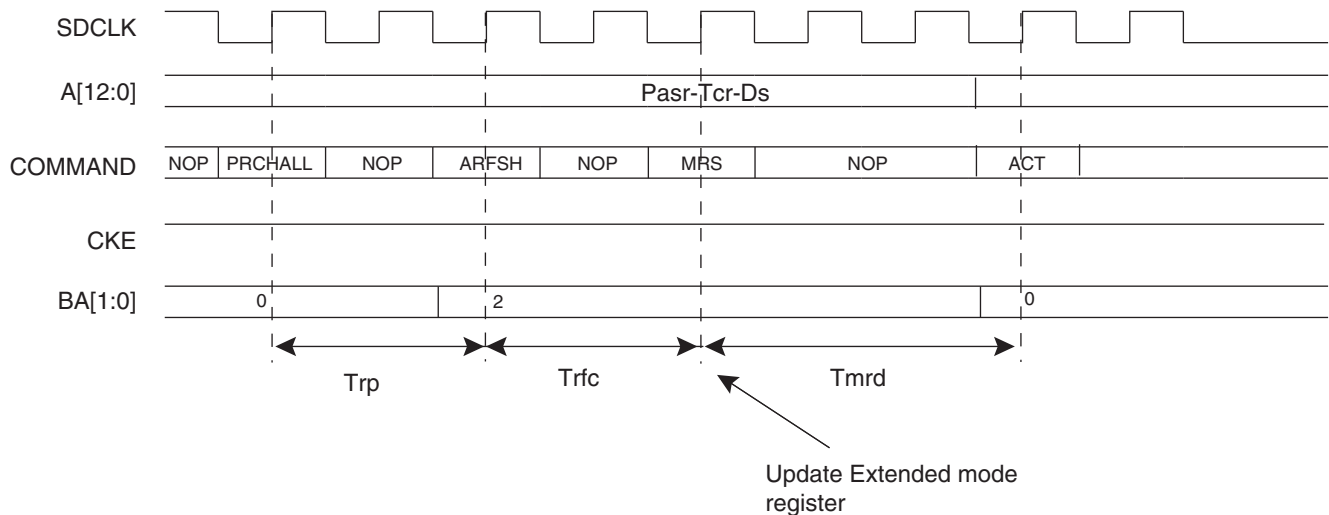 SDCLK
A[12:0]
Pasr-Tcr-Ds
COMMAND
NOP PRCHALL NOP ARFSH NOP MRS NOP ACT
CKE
BA[1:0]
0 2 0
Trp Trfc Tmrd
Update Extended mode
register